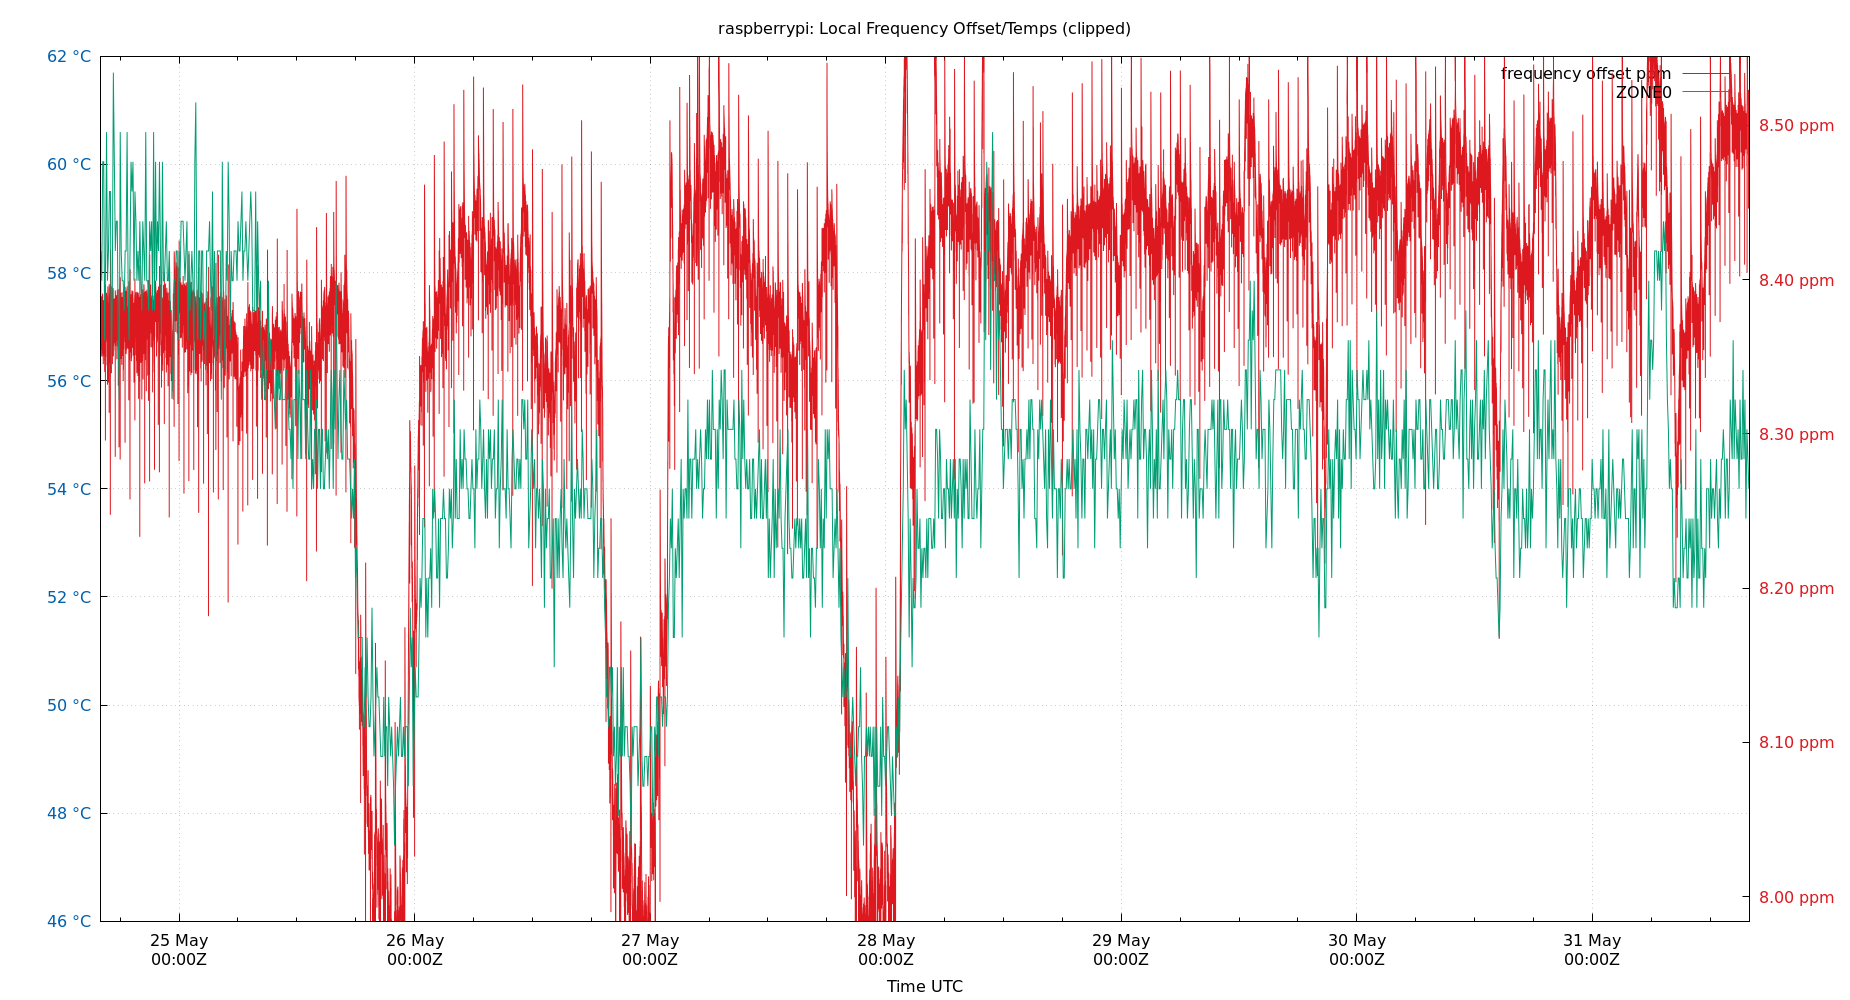 raspberrypi: Local Frequency Offset/Temps (clipped)
62 °C
60 °C
58 °C
56 °C
54 °C
52 °C
50 °C
48 °C
46 °C
frequency offset ppm
ZONE0
8.50 ppm
8.40 ppm
8.30 ppm
8.20 ppm
8.10 ppm
8.00 ppm
25 May
00:00Z
26 May
00:00Z
27 May
00:00Z
28 May
00:00Z
29 May
00:00Z
30 May
00:00Z
31 May
00:00Z
Time UTC